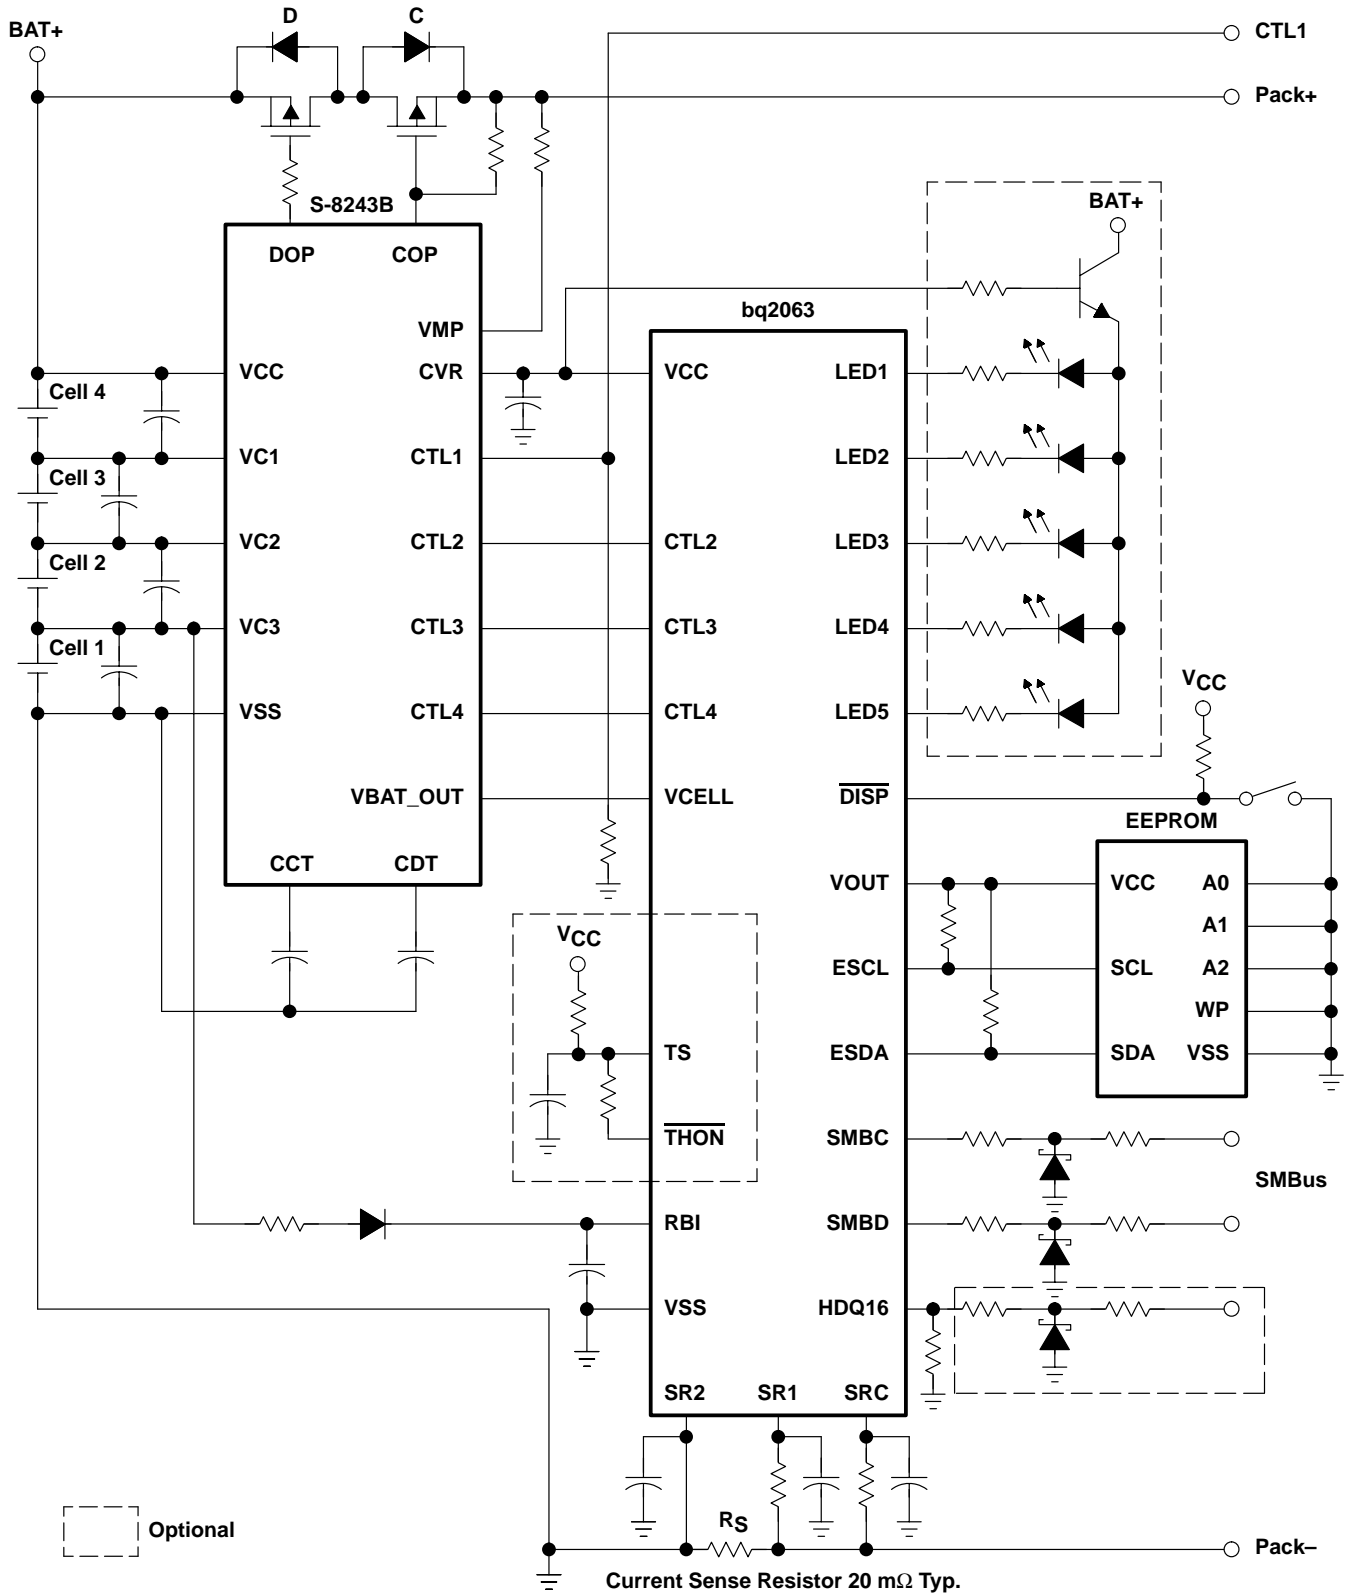 D
C
BAT+
CTL1
Pack+
S-8243B
DOP
COP
VMP
VCC
CVR
Cell 4
VC1
CTL1
Cell 3
VC2
CTL2
Cell 2
VC3
CTL3
Cell 1
VSS
CTL4
VBAT_OUT
CCT
CDT
BAT+
bq2063
VCC
LED1
LED2
CTL2
LED3
CTL3
LED4
CTL4
LED5
VCC
VCELL
DISP
EEPROM
VOUT
VCC
A0
A1
ESCL
SCL
A2
WP
ESDA
SDA
VSS
VCC
TS
THON
SMBC
SMBus
RBI
SMBD
VSS
HDQ16
SR2
SR1
SRC
RS
Pack–
Optional
Current Sense Resistor 20 mΩ Typ.